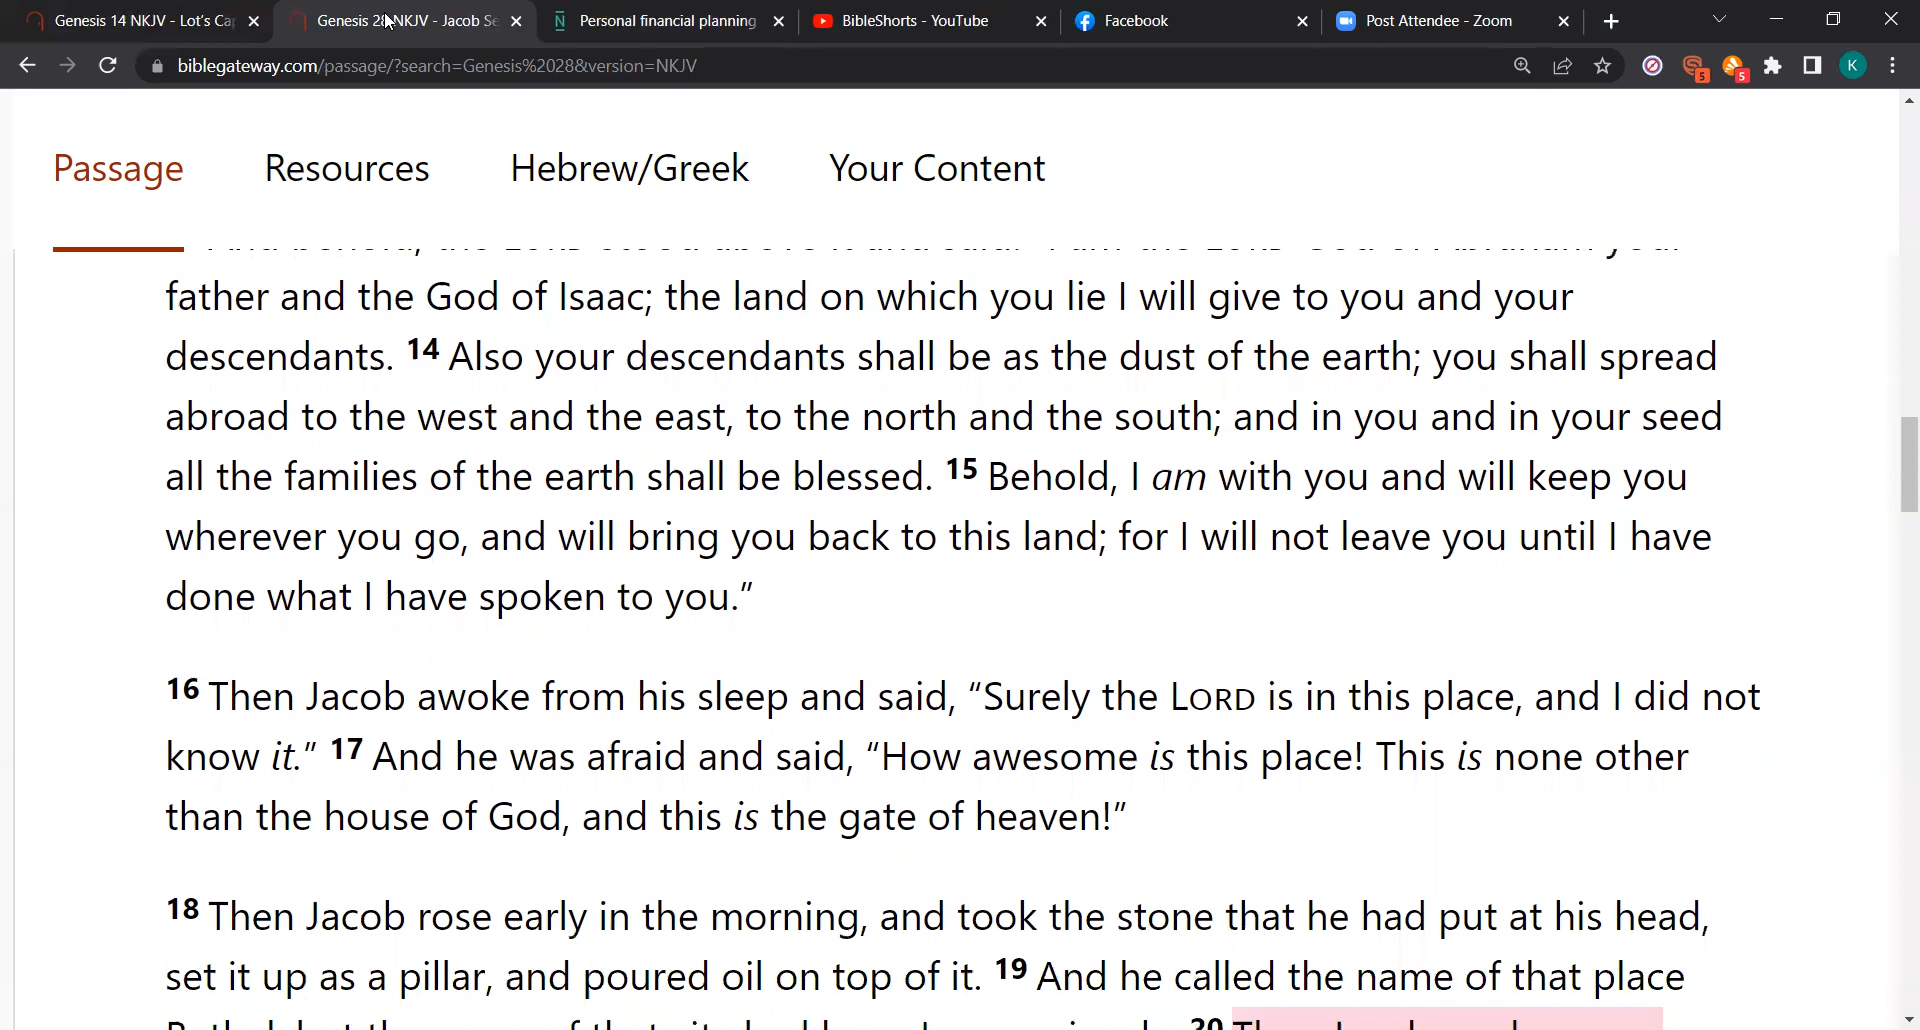 Genesis 14 NKJV - Lot's Ca
Genesis 28 NKJV - Jacob Se
Personal financial planning
BibleShorts - YouTube
Facebook
Post Attendee - Zoom
biblegateway.com/passage/?search=Genesis%2028&version=NKJV
5
5
K
Passage Resources Hebrew/Greek Your Content
father and the God of Isaac; the land on which you lie I will give to you and your
descendants. 14 Also your descendants shall be as the dust of the earth; you shall spread
abroad to the west and the east, to the north and the south; and in you and in your seed
all the families of the earth shall be blessed. 15 Behold, I am with you and will keep you
wherever you go, and will bring you back to this land; for I will not leave you until I have
done what I have spoken to you.”
16 Then Jacob awoke from his sleep and said, “Surely the LORD is in this place, and I did not
know it.” 17 And he was afraid and said, “How awesome is this place! This is none other
than the house of God, and this is the gate of heaven!”
18 Then Jacob rose early in the morning, and took the stone that he had put at his head,
set it up as a pillar, and poured oil on top of it. 19 And he called the name of that place
20